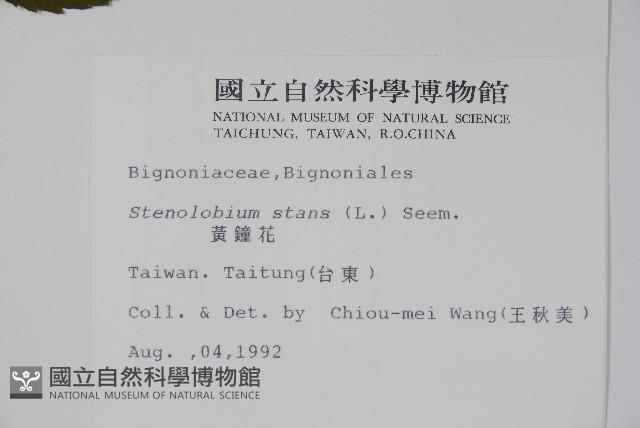 國立自然科學博物館
NATIONAL MUSEUM OF NATURAL SCIENCE
TAICHUNG, TAIWAN, R.O.CHINA
Bignoniaceae,Bignoniales
Stenolobium stans (L.) Seem.
黃鐘花
Taiwan. Taitung(台東)
Coll. & Det. by Chiou-mei Wang(王秋美)
Aug. ,04,1992
國立自然科學博物館
NATIONAL MUSEUM OF NATURAL SCIENCE